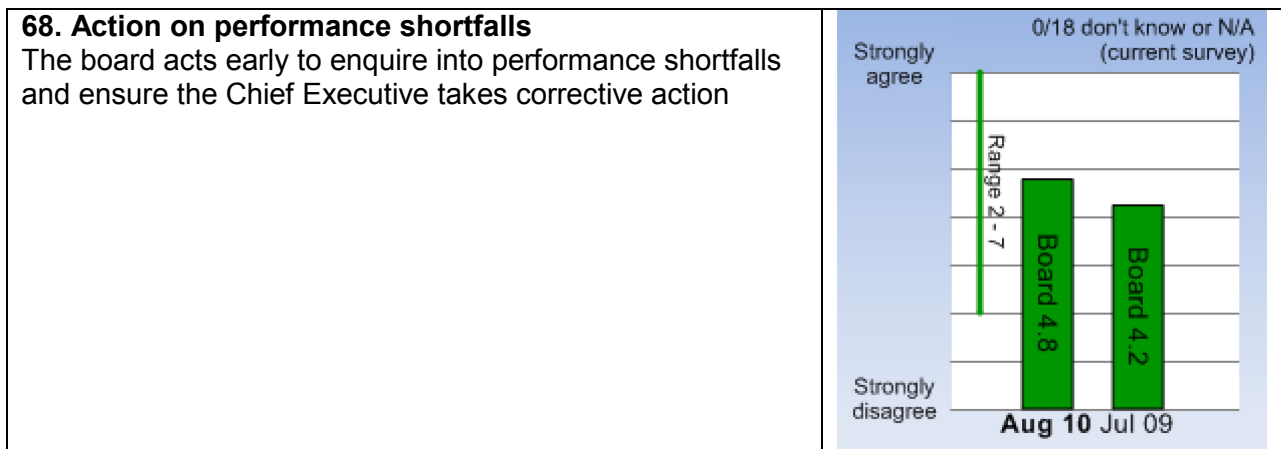 68. Action on performance shortfalls
The board acts early to enquire into performance shortfalls
and ensure the Chief Executive takes corrective action
0/18 don't know or N/A
(current survey)
Strongly
agree
Range 2 - 7
Board 4.8
Board 4.2
Strongly
disagree
Aug 10 Jul 09